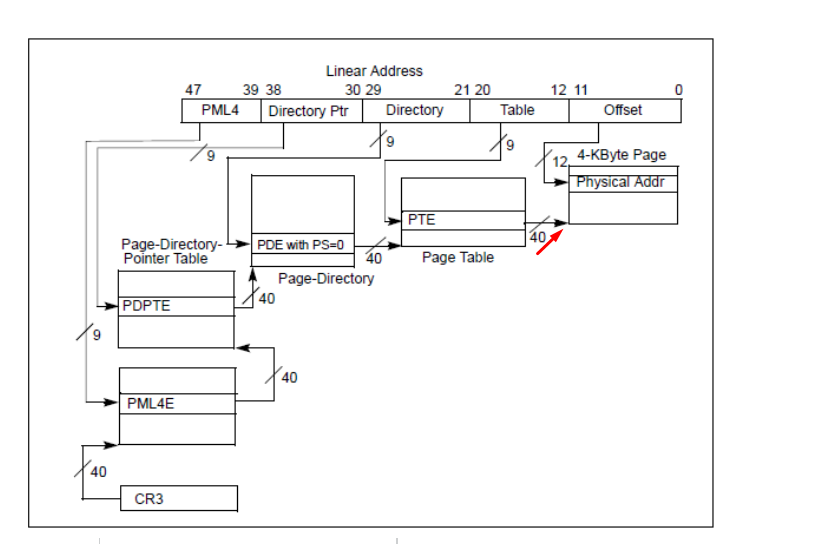 Linear Address
47 39 38 30 29 21 20 12 11 0
PML4 Directory Ptr Directory Table Offset
9 9 9 12 4-KByte Page
Physical Addr
PTE
40
Page Table
PDE with PS=0
40
Page-Directory
Page-Directory-
Pointer Table
40
PDPTE
9
40
PML4E
40
CR3